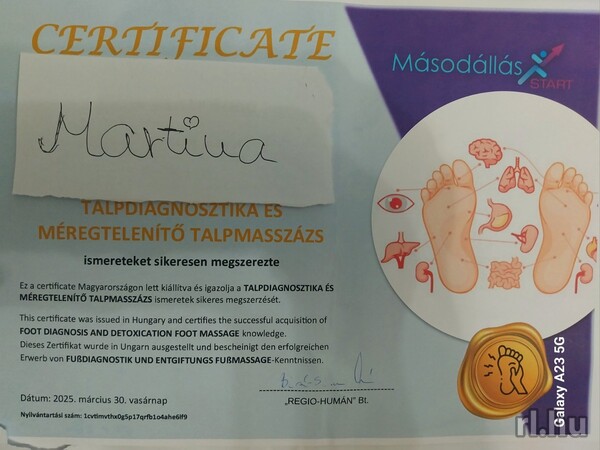 CERTIFICATE
Másodállás
START
Martina
TALPDIAGNOSZTIKA ÉS
MÉREGTELENÍTŐ TALPMASSZÁZS
ismereteket sikeresen megszerezte
Ez a certificate Magyarországon lett kiállítva és igazolja a TALPDIAGNOSZTIKA ÉS
MÉREGTELENÍTŐ TALPMASSZÁZS ismeretek sikeres megszerzését.
This certificate was issued in Hungary and certifies the successful acquisition of
FOOT DIAGNOSIS AND DETOXICATION FOOT MASSAGE knowledge.
Dieses Zertifikat wurde in Ungarn ausgestellt und bescheinigt den erfolgreichen
Erwerb von FUßDIAGNOSTIK UND ENTGIFTUNGS FUßMASSAGE-Kenntnissen.
Dátum: 2025. március 30. vasárnap
„REGIO-HUMÁN” Bt.
Nyilvántartási szám: 1cvtimvthx0g5p17qrfb1o4ahe6lf9
Galaxy A23 5G
rl.hu